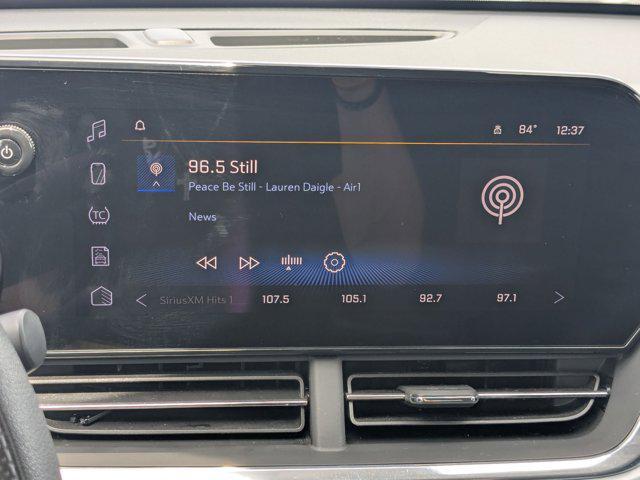 84° 12:37
96.5 Still
Peace Be Still - Lauren Daigle - Air1
News
TC
SiriusXM Hits 1 107.5 105.1 92.7 97.1